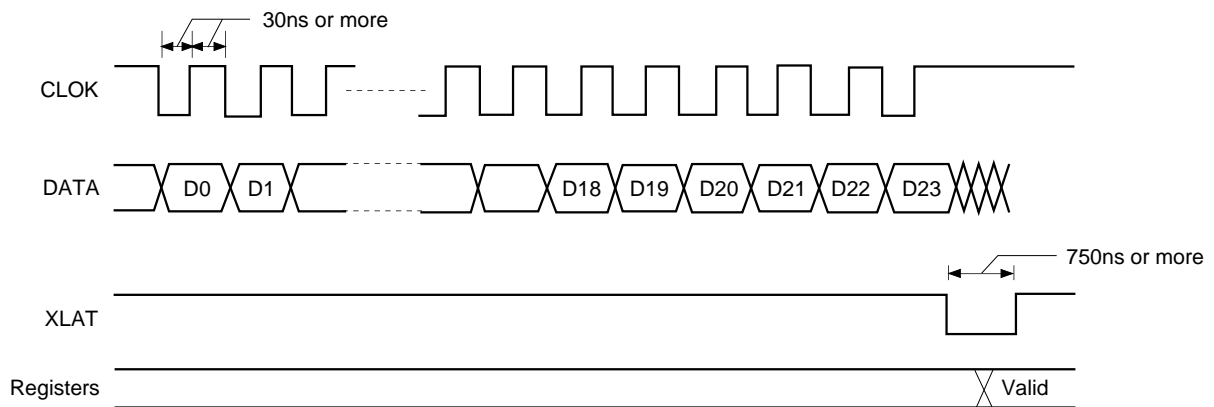 30ns or more
CLOK
DATA D0 D1 D18 D19 D20 D21 D22 D23
750ns or more
XLAT
Registers Valid